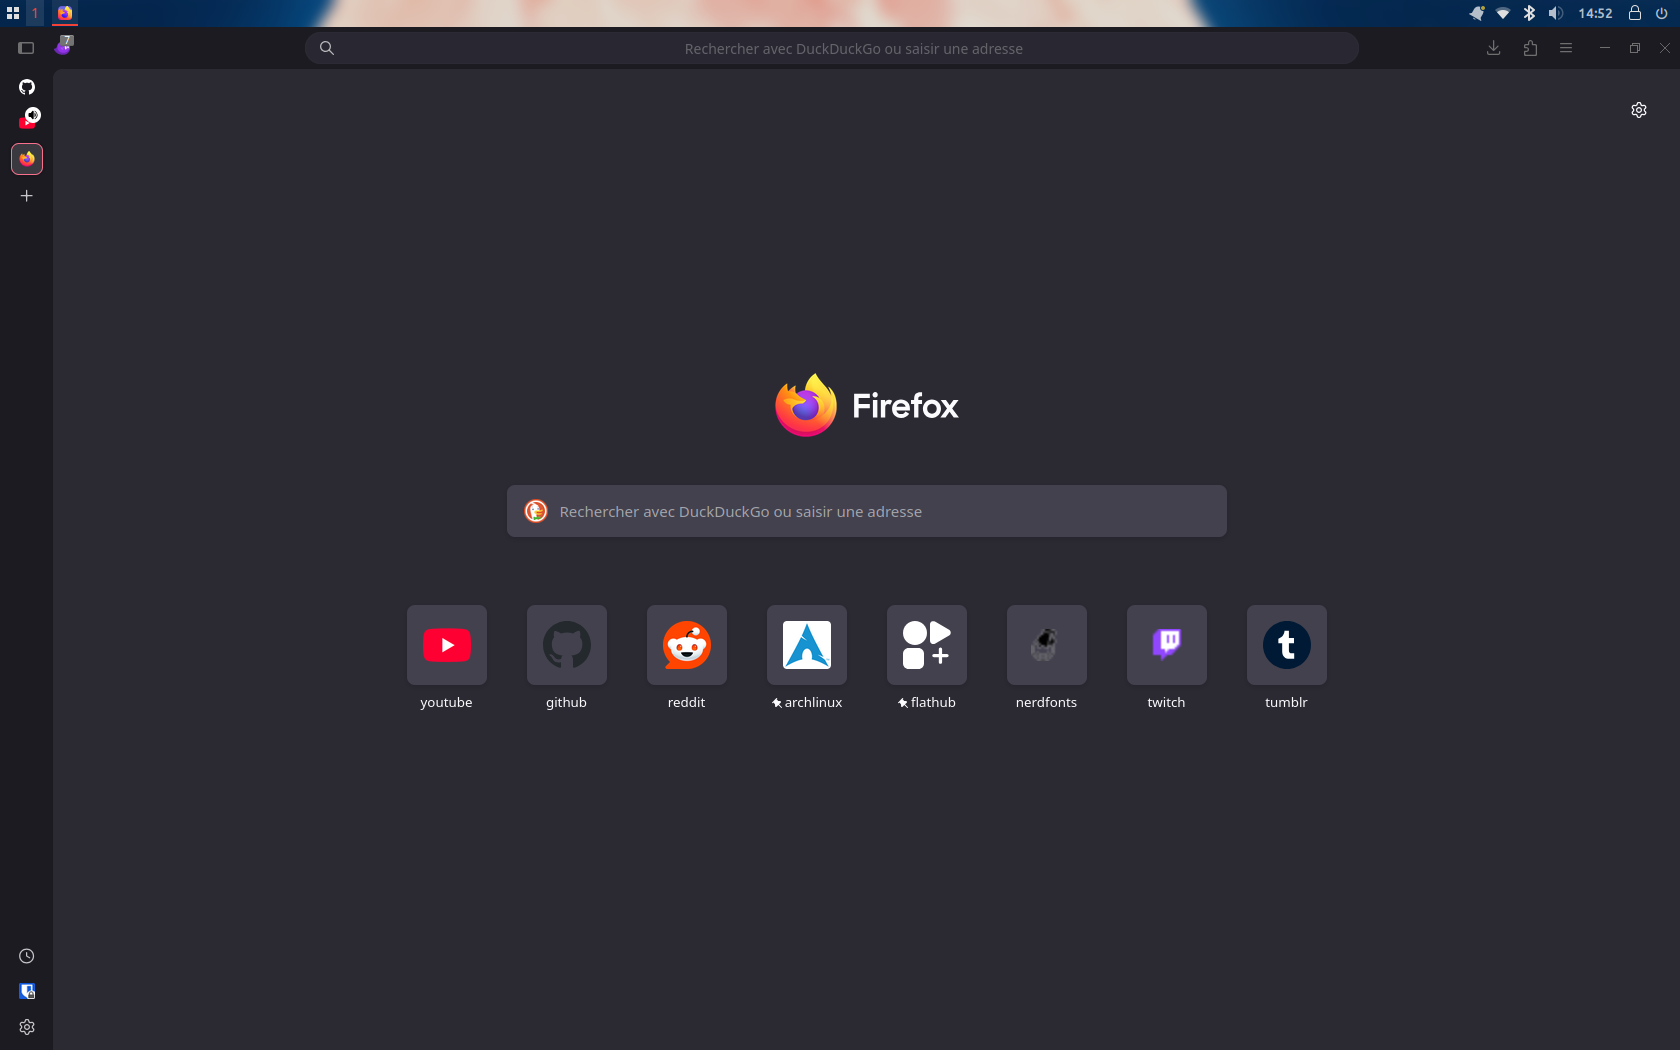 1
14:52
7
Rechercher avec DuckDuckGo ou saisir une adresse
Firefox
Rechercher avec DuckDuckGo ou saisir une adresse
youtube
github
reddit
archlinux
flathub
nerdfonts
twitch
tumblr